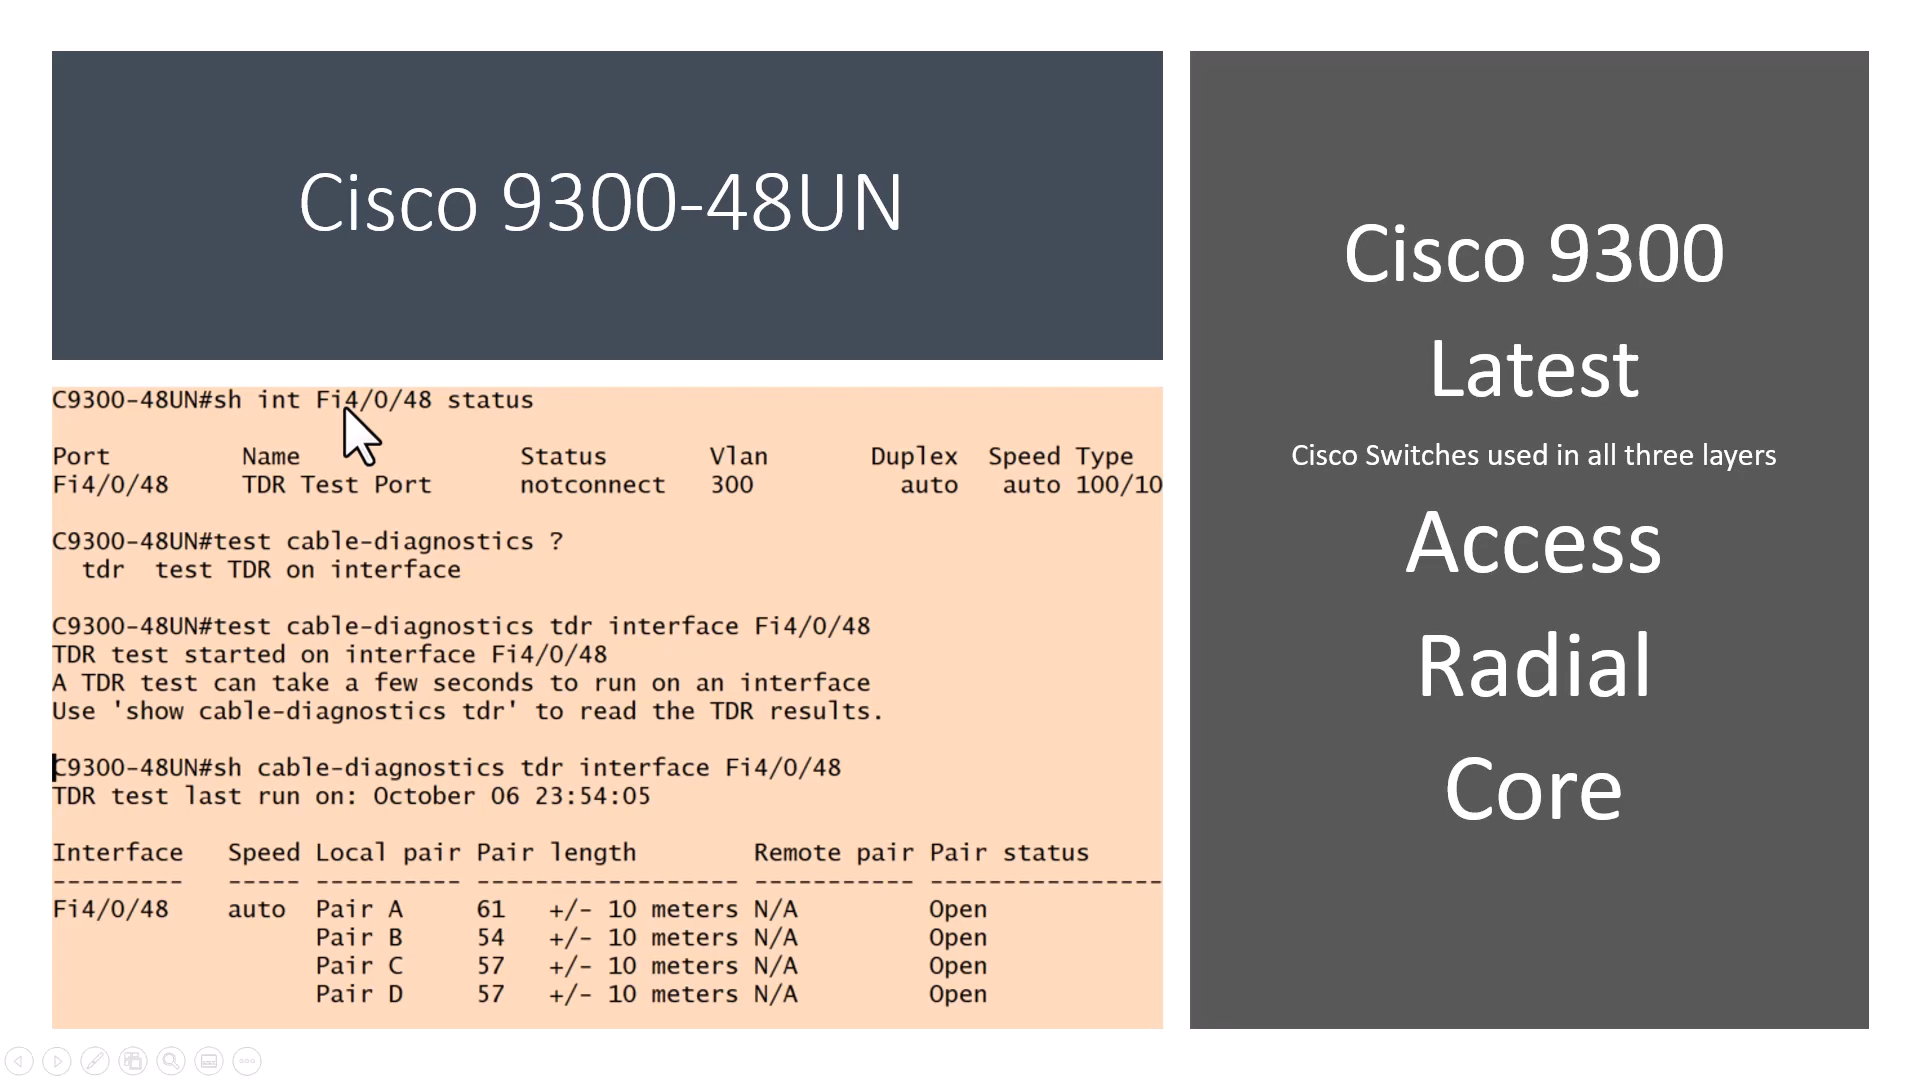 Cisco 9300-48UN
C9300-48UN#sh int Fi4/0/48 status
Port Name Status Vlan Duplex Speed Type
Fi4/0/48 TDR Test Port notconnect 300 auto auto 100/10
C9300-48UN#test cable-diagnostics ?
tdr test TDR on interface
C9300-48UN#test cable-diagnostics tdr interface Fi4/0/48
TDR test started on interface Fi4/0/48
A TDR test can take a few seconds to run on an interface
Use 'show cable-diagnostics tdr' to read the TDR results.
C9300-48UN#sh cable-diagnostics tdr interface Fi4/0/48
TDR test last run on: October 06 23:54:05
Interface Speed Local pair Pair length Remote pair Pair status
--------- ----- ---------- ------------------ ----------- ----------------
Fi4/0/48 auto Pair A 61 +/- 10 meters N/A Open
Pair B 54 +/- 10 meters N/A Open
Pair C 57 +/- 10 meters N/A Open
Pair D 57 +/- 10 meters N/A Open
Cisco 9300
Latest
Cisco Switches used in all three layers
Access
Radial
Core